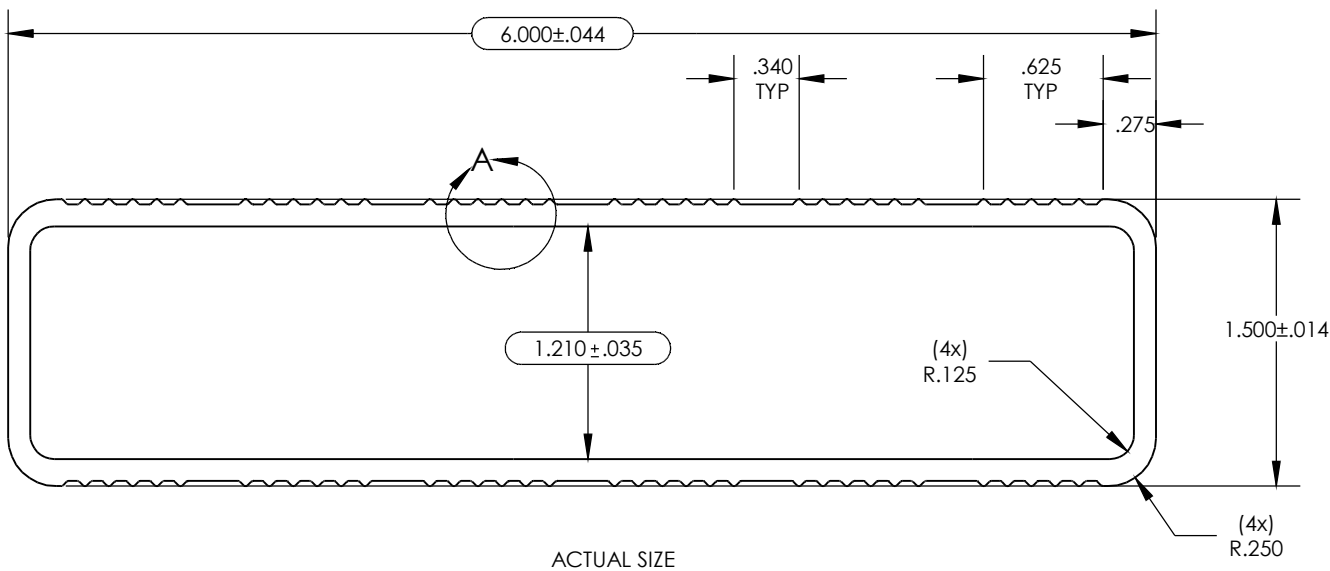 6.000±.044
.340
TYP
.625
TYP
.275
A
1.210±.035
(4x)
R.125
1.500±.014
(4x)
R.250
ACTUAL SIZE